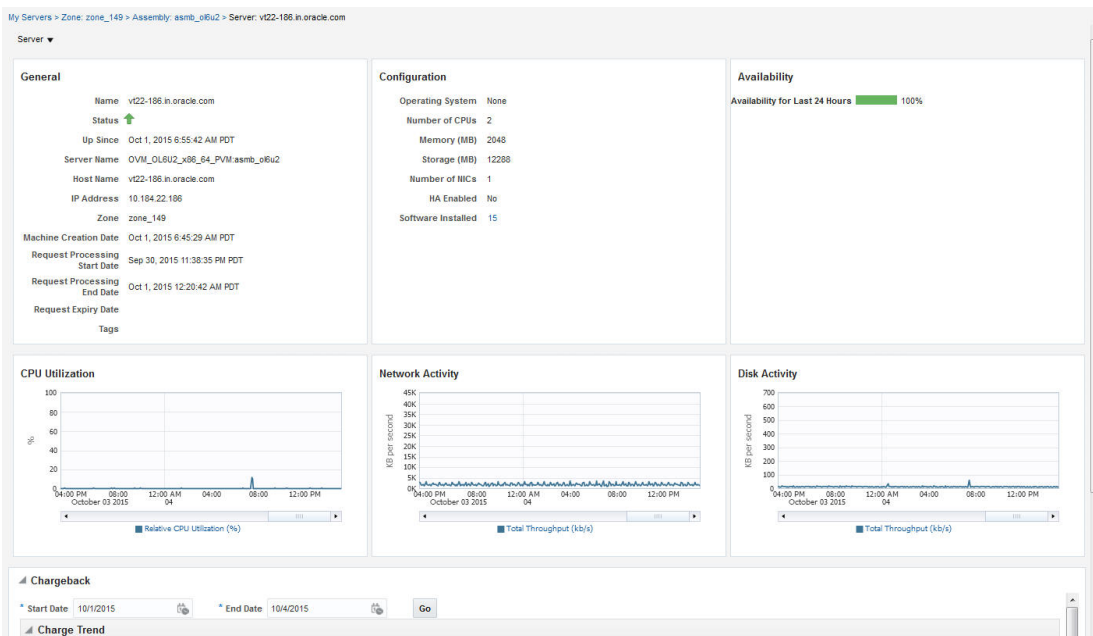 My Servers > Zone: zone_149 > Assembly: asmb_ol6u2 > Server: vt22-186.in.oracle.com
Server
General
Name vt22-186.in.oracle.com
Status
Up Since Oct 1, 2015 6:55:42 AM PDT
Server Name OVM_OL6U2_x86_64_PVM:asmb_ol6u2
Host Name vt22-186.in.oracle.com
IP Address 10.184.22.186
Zone zone_149
Machine Creation Date Oct 1, 2015 6:45:29 AM PDT
Request Processing
Start Date Sep 30, 2015 11:38:35 PM PDT
Request Processing
End Date Oct 1, 2015 12:20:42 AM PDT
Request Expiry Date
Tags
Configuration
Operating System None
Number of CPUs 2
Memory (MB) 2048
Storage (MB) 12288
Number of NICs 1
HA Enabled No
Software Installed 15
Availability
Availability for Last 24 Hours 100%
CPU Utilization
100
80
60
40
20
0
%
04:00 PM 08:00 12:00 AM 04:00 08:00 12:00 PM
October 03 2015 04
Relative CPU Utilization (%)
Network Activity
45K
40K
35K
30K
25K
20K
15K
10K
5K
0K
KB per second
04:00 PM 08:00 12:00 AM 04:00 08:00 12:00 PM
October 03 2015 04
Total Throughput (kb/s)
Disk Activity
700
600
500
400
300
200
100
0
KB per second
04:00 PM 08:00 12:00 AM 04:00 08:00 12:00 PM
October 03 2015 04
Total Throughput (kb/s)
Chargeback
* Start Date 10/1/2015 * End Date 10/4/2015 Go
Charge Trend